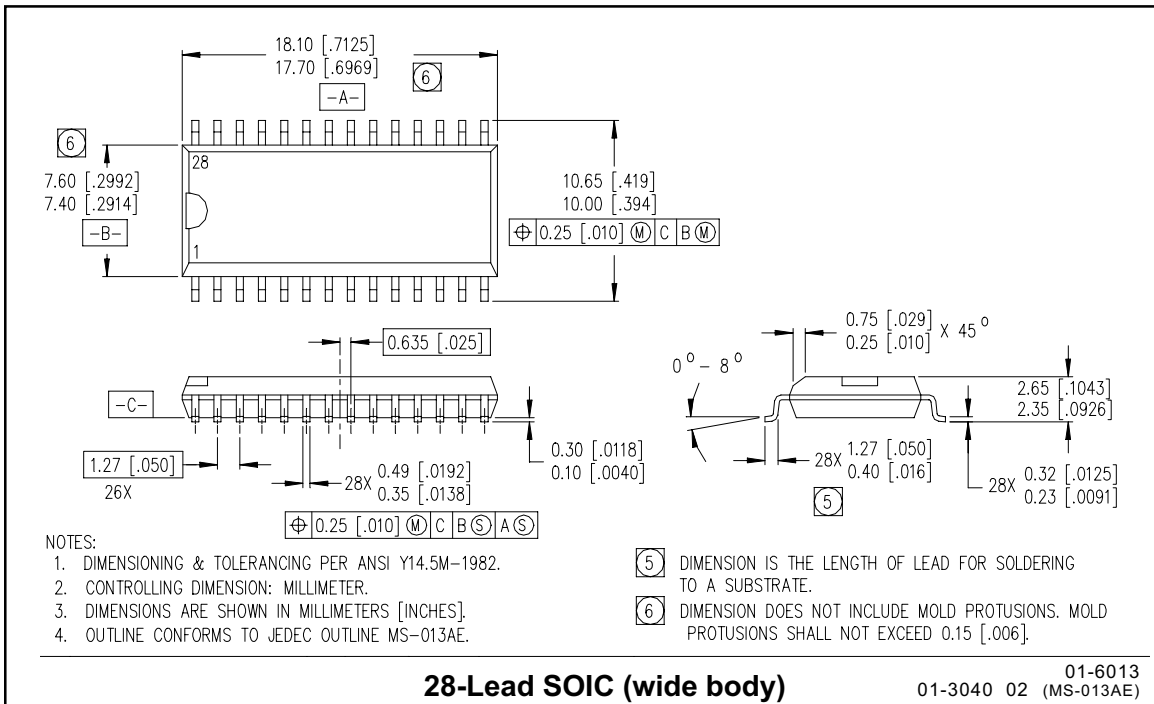 18.10 [.7125]
17.70 [.6969]
6
-A-
6
7.60 [.2992]
7.40 [.2914]
-B-
28
1
10.65 [.419]
10.00 [.394]
⌖ 0.25 [.010] Ⓜ C B Ⓜ
0.635 [.025]
-C-
1.27 [.050]
26X
28X 0.49 [.0192]
0.35 [.0138]
⌖ 0.25 [.010] Ⓜ C B Ⓢ A Ⓢ
0.30 [.0118]
0.10 [.0040]
0.75 [.029]
0.25 [.010] X 45°
0° – 8°
2.65 [.1043]
2.35 [.0926]
28X 1.27 [.050]
0.40 [.016]
5
28X 0.32 [.0125]
0.23 [.0091]
NOTES:
1. DIMENSIONING & TOLERANCING PER ANSI Y14.5M–1982.
2. CONTROLLING DIMENSION: MILLIMETER.
3. DIMENSIONS ARE SHOWN IN MILLIMETERS [INCHES].
4. OUTLINE CONFORMS TO JEDEC OUTLINE MS–013AE.
5 DIMENSION IS THE LENGTH OF LEAD FOR SOLDERING
TO A SUBSTRATE.
6 DIMENSION DOES NOT INCLUDE MOLD PROTUSIONS. MOLD
PROTUSIONS SHALL NOT EXCEED 0.15 [.006].
28-Lead SOIC (wide body)
01-6013
01-3040 02 (MS-013AE)